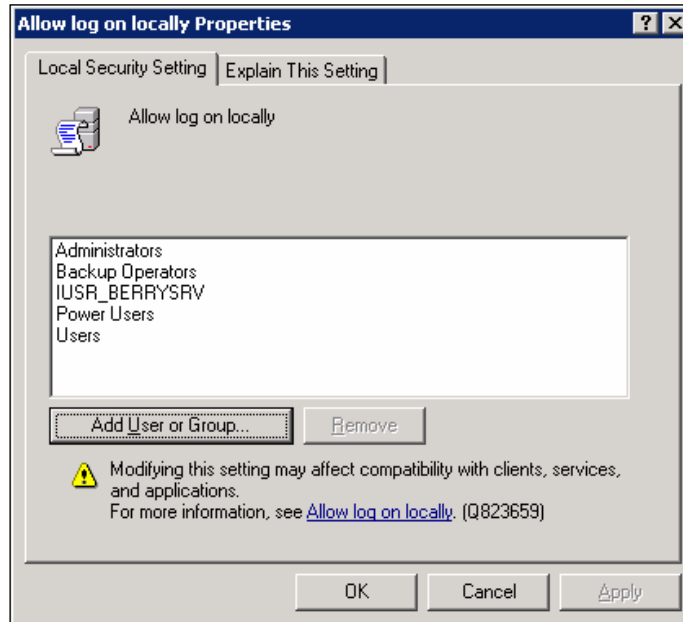 Allow log on locally Properties
Local Security Setting
Explain This Setting
Allow log on locally
Administrators
Backup Operators
IUSR_BERRYSRV
Power Users
Users
Add User or Group...
Remove
Modifying this setting may affect compatibility with clients, services,
and applications.
For more information, see Allow log on locally. (Q823659)
OK
Cancel
Apply